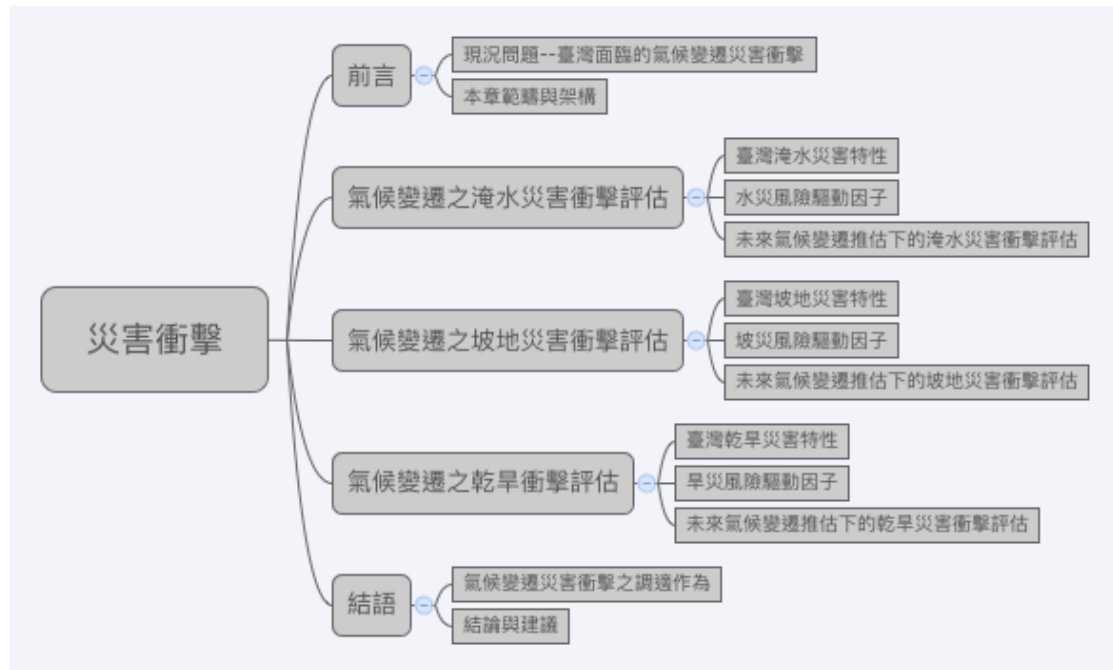 災害衝擊
前言
現況問題--臺灣面臨的氣候變遷災害衝擊
本章範疇與架構
氣候變遷之淹水災害衝擊評估
臺灣淹水災害特性
水災風險驅動因子
未來氣候變遷推估下的淹水災害衝擊評估
氣候變遷之坡地災害衝擊評估
臺灣坡地災害特性
坡災風險驅動因子
未來氣候變遷推估下的坡地災害衝擊評估
氣候變遷之乾旱衝擊評估
臺灣乾旱災害特性
旱災風險驅動因子
未來氣候變遷推估下的乾旱災害衝擊評估
結語
氣候變遷災害衝擊之調適作為
結論與建議